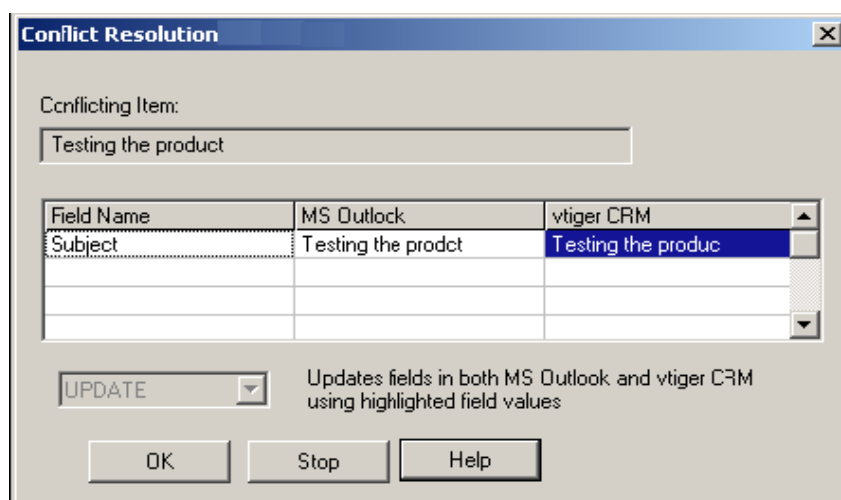 Conflict Resolution
Conflicting Item:
Testing the product
Field Name MS Outlock vtiger CRM
Subject Testing the prodct Testing the produc
UPDATE Updates fields in both MS Outlook and vtiger CRM
using highlighted field values
OK Stop Help